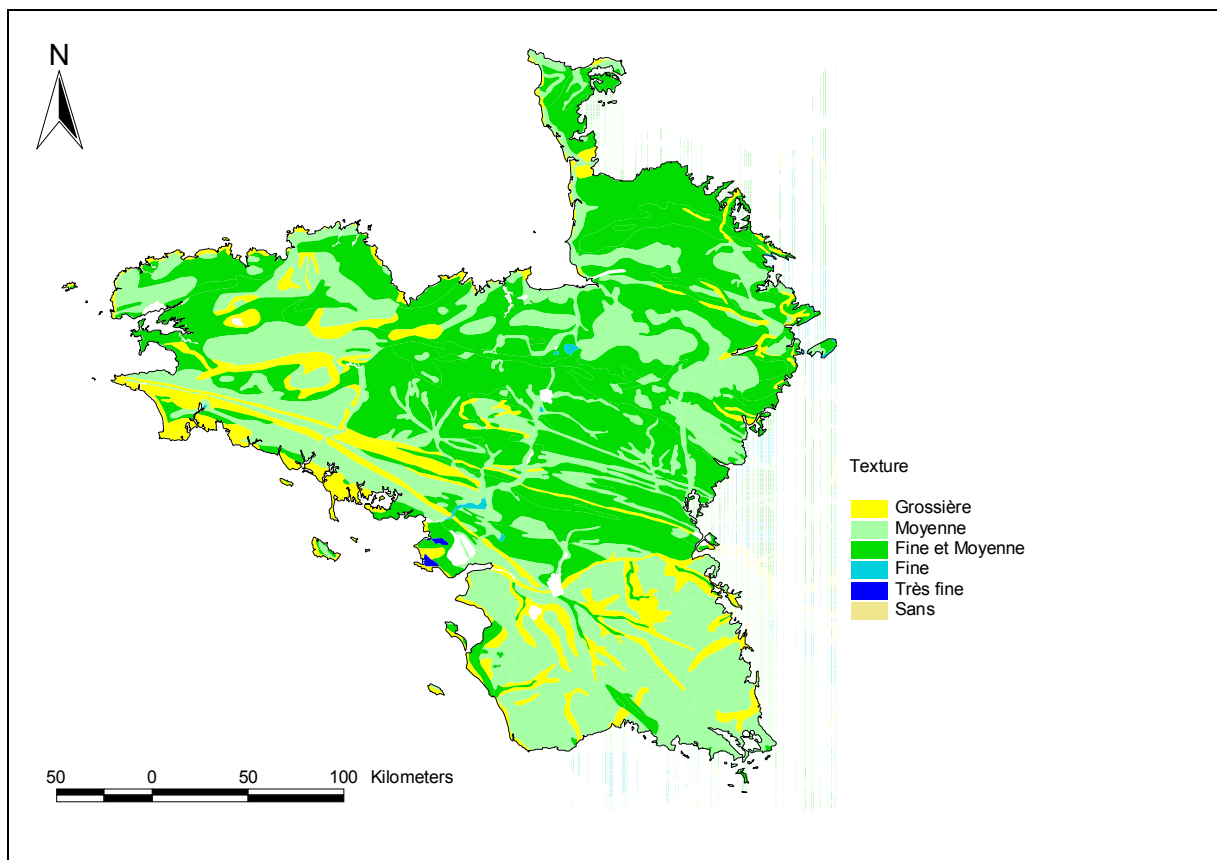 N
Texture
Grossière
Moyenne
Fine et Moyenne
Fine
Très fine
Sans
50 0 50 100 Kilometers